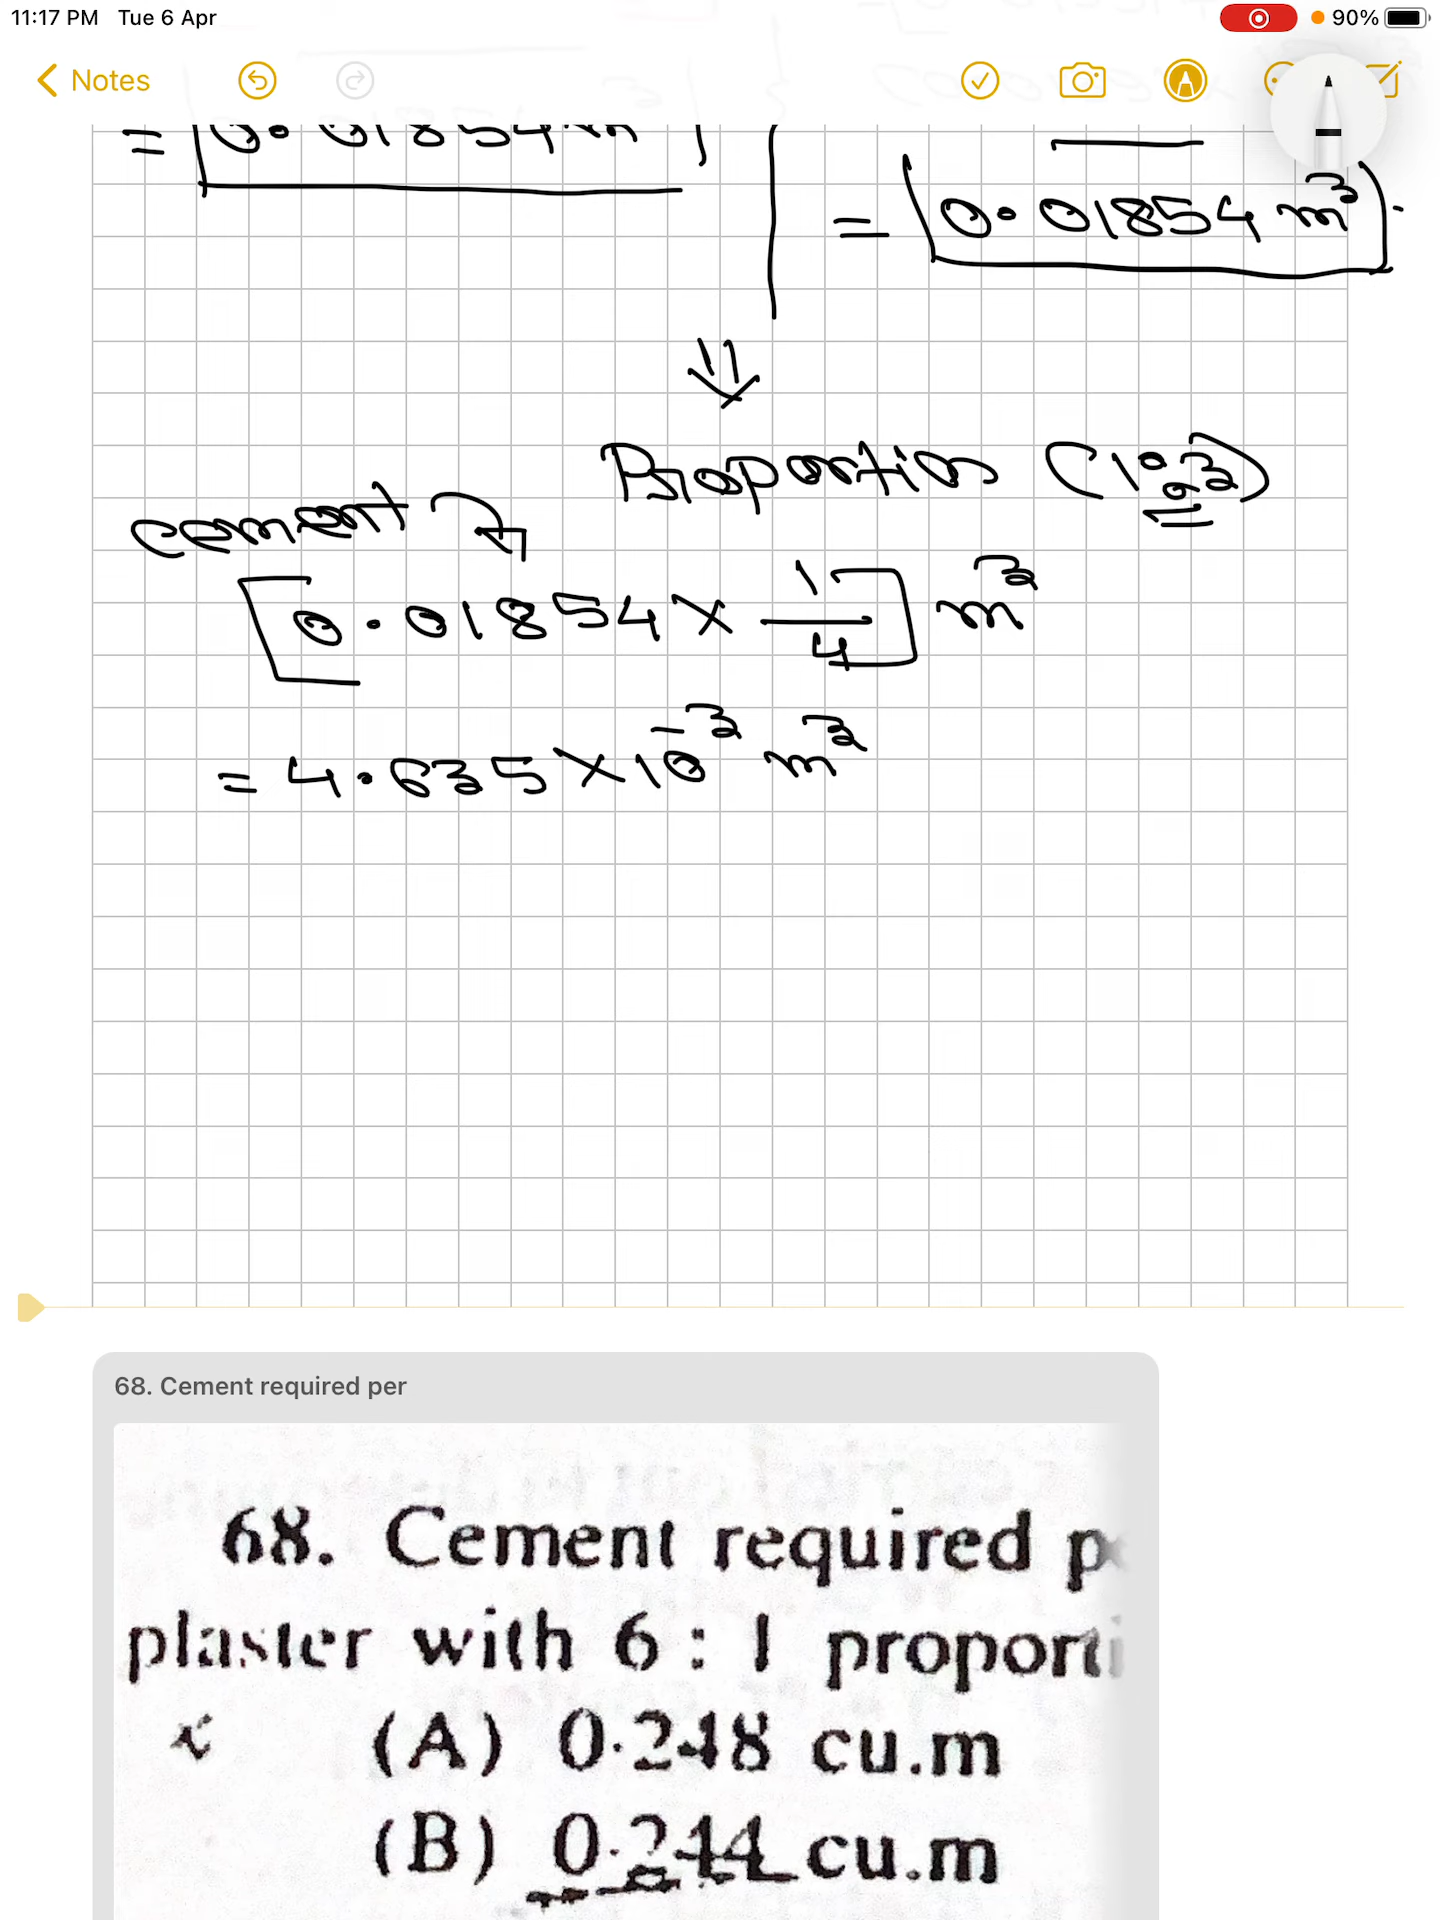 11:17 PM Tue 6 Apr
90%
Notes
= 0.01854 m
= 0.01854 m³
Proportion (1:3)
cement
[0.01854 × 1/4] m³
= 4.635 × 10⁻³ m³
68. Cement required per
68. Cement required
plaster with 6 : 1
(A) 0.248 cu.m
(B) 0.244 cu.m